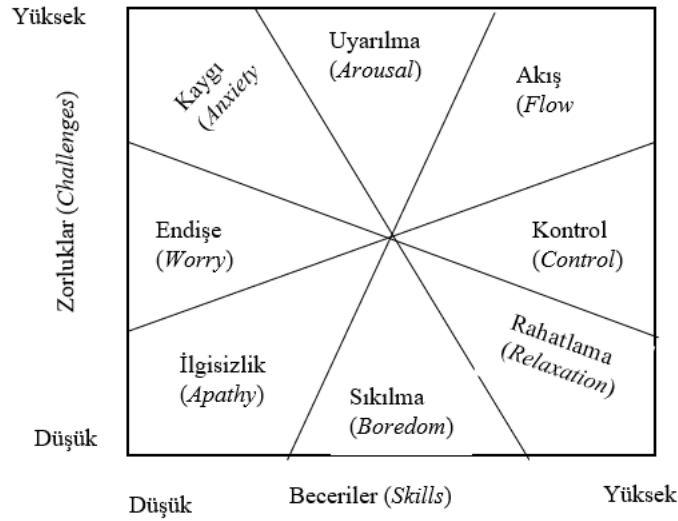 Yüksek
Uyarılma
(Arousal)
Kaygı
(Anxiety
Akış
(Flow
Zorluklar (Challenges)
Endişe
(Worry)
Kontrol
(Control)
Rahatlama
(Relaxation)
İlgisizlik
(Apathy)
Sıkılma
(Boredom)
Düşük
Düşük
Beceriler (Skills)
Yüksek